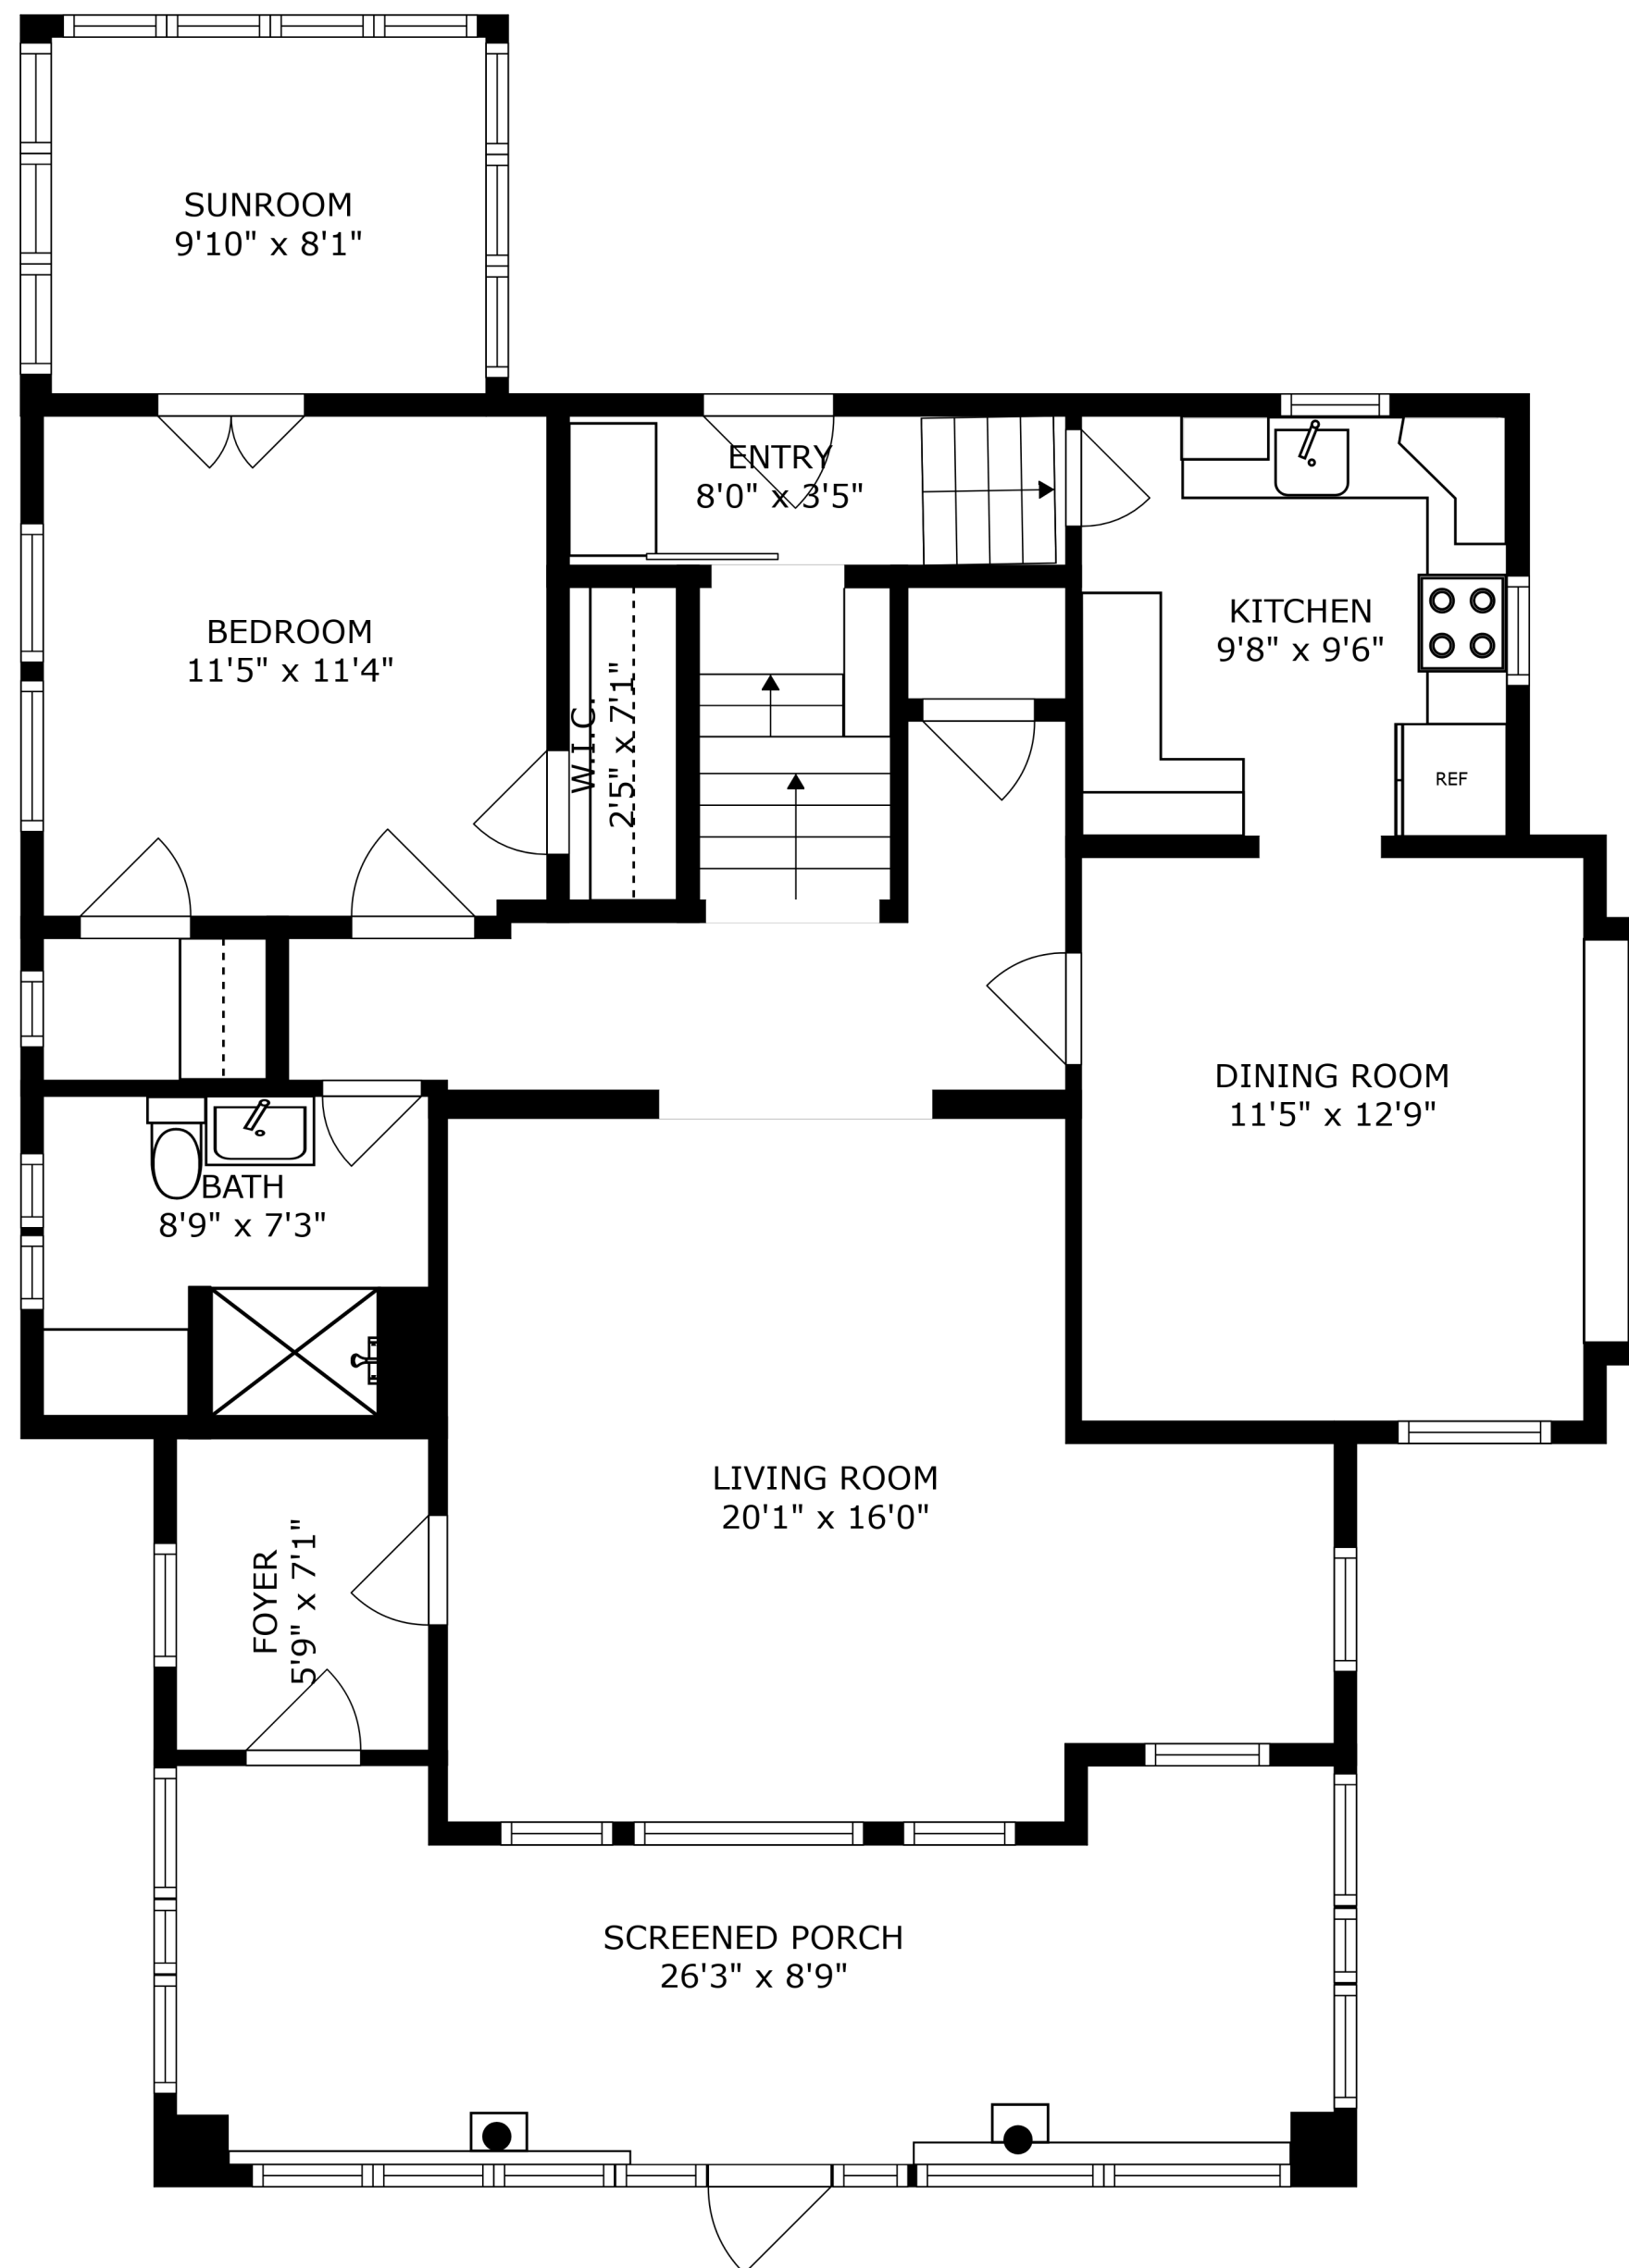 SUNROOM
9'10" x 8'1"
ENTRY
8'0" x 3'5"
BEDROOM
11'5" x 11'4"
W.I.C.
2'5" x 7'1"
KITCHEN
9'8" x 9'6"
REF
DINING ROOM
11'5" x 12'9"
BATH
8'9" x 7'3"
LIVING ROOM
20'1" x 16'0"
FOYER
5'9" x 7'1"
SCREENED PORCH
26'3" x 8'9"